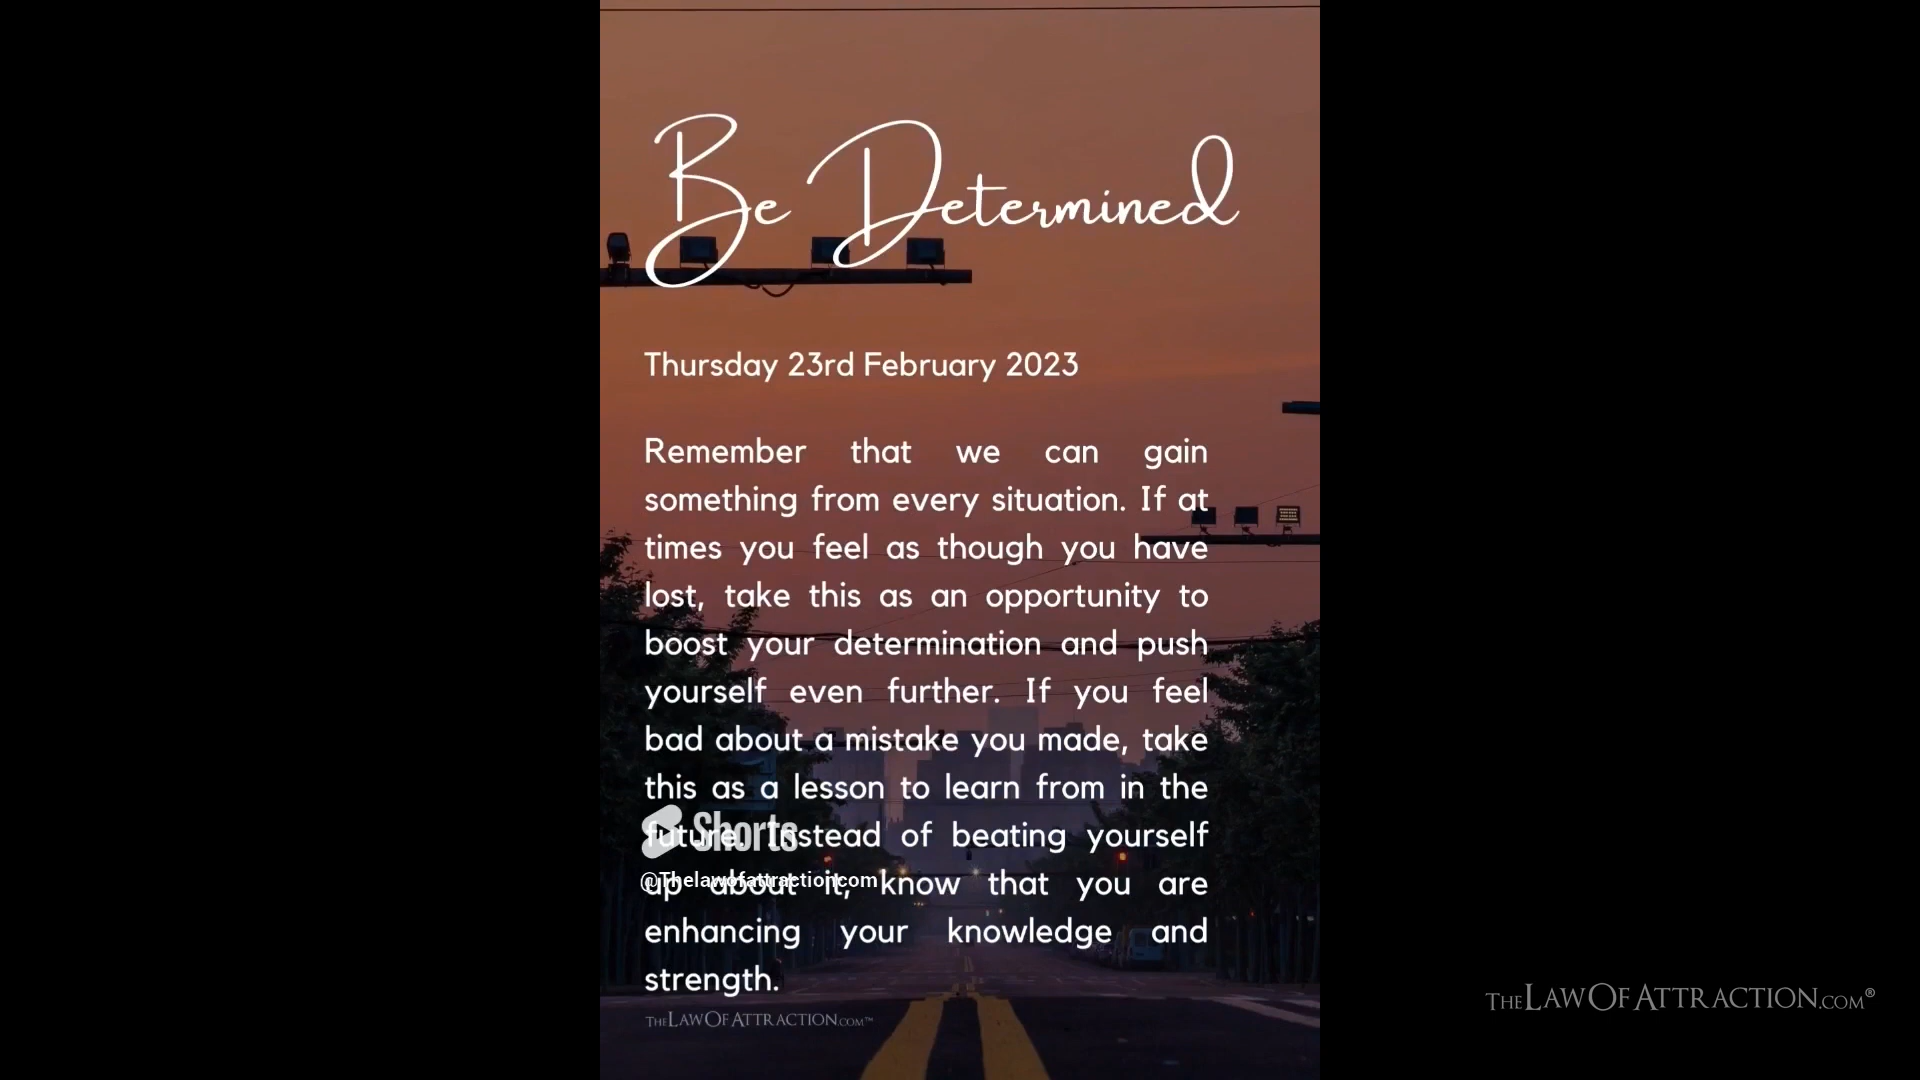 Be Determined
Thursday 23rd February 2023
Remember that we can gain
something from every situation. If at
times you feel as though you have
lost, take this as an opportunity to
boost your determination and push
yourself even further. If you feel
bad about a mistake you made, take
this as a lesson to learn from in the
future. Instead of beating yourself
up about it, know that you are
enhancing your knowledge and
strength.
Shorts
@Thelawofattractioncom
THELAWOFATTRACTION.COM™
THELAWOFATTRACTION.COM®